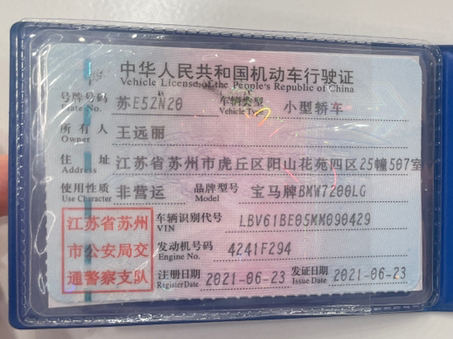 中华人民共和国机动车行驶证
Vehicle License of the People's Republic of China
号牌号码 苏E5ZN20 车辆类型 小型轿车
Plate No. Vehicle Type
所有人 王远丽
Owner
住址 江苏省苏州市虎丘区阳山花苑四区25幢507室
Address
使用性质 非营运 品牌型号 宝马牌BMW7200LG
Use Character Model
江苏省苏州
市公安局交
通警察支队
车辆识别代号 LBV61BE05MM090429
VIN
发动机号码 4241F294
Engine No.
注册日期 2021-06-23 发证日期 2021-06-23
Register Date Issue Date